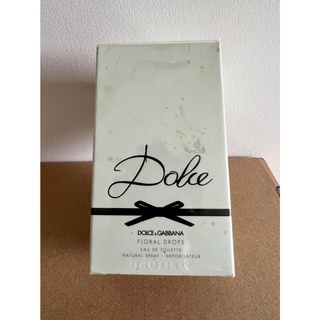 Dolce
DOLCE & GABBANA
FLORAL DROPS
EAU DE TOILETTE
NATURAL SPRAY - VAPORISATEUR